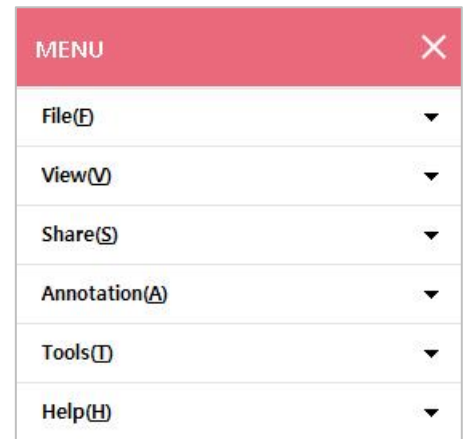 MENU
File(F)
View(V)
Share(S)
Annotation(A)
Tools(T)
Help(H)